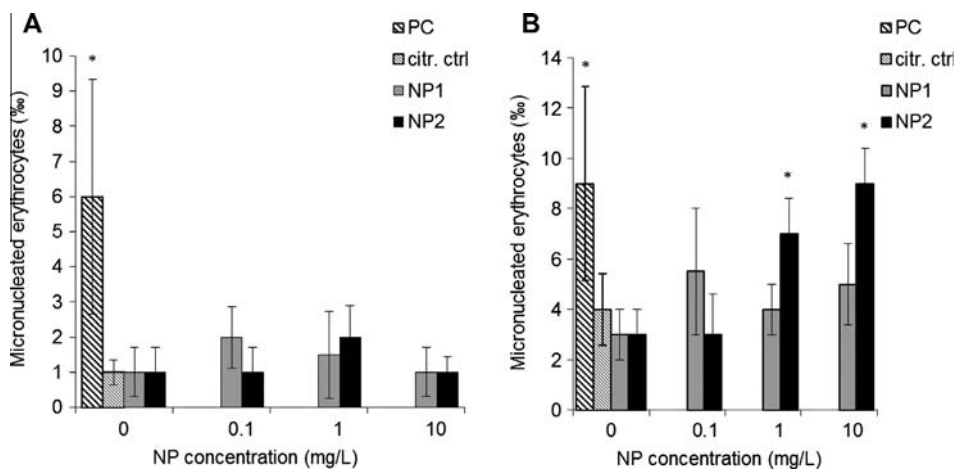 A
PC
citr. ctrl
NP1
NP2
Micronucleated erythrocytes (‰)
10
9
8
7
6
5
4
3
2
1
0
*
0 0.1 1 10
NP concentration (mg/L)
B
PC
citr. ctrl
NP1
NP2
Micronucleated erythrocytes (‰)
14
12
10
8
6
4
2
0
*
*
*
0 0.1 1 10
NP concentration (mg/L)